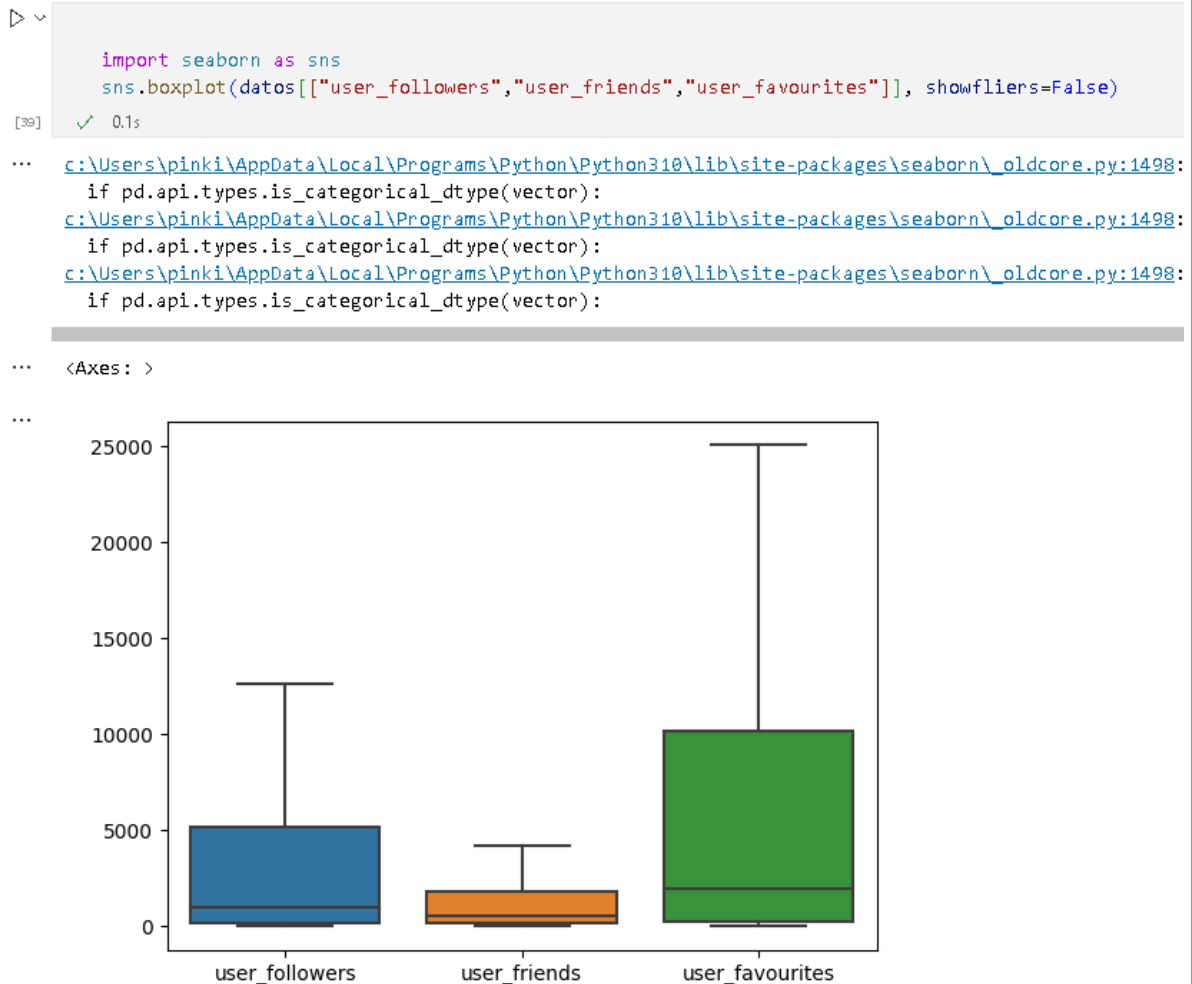 import seaborn as sns
sns.boxplot(datos[["user_followers","user_friends","user_favourites"]], showfliers=False)
[39] 0.1s
... c:\Users\pinki\AppData\Local\Programs\Python\Python310\lib\site-packages\seaborn\_oldcore.py:1498:
if pd.api.types.is_categorical_dtype(vector):
c:\Users\pinki\AppData\Local\Programs\Python\Python310\lib\site-packages\seaborn\_oldcore.py:1498:
if pd.api.types.is_categorical_dtype(vector):
c:\Users\pinki\AppData\Local\Programs\Python\Python310\lib\site-packages\seaborn\_oldcore.py:1498:
if pd.api.types.is_categorical_dtype(vector):
... <Axes: >
...
25000
20000
15000
10000
5000
0
user_followers user_friends user_favourites